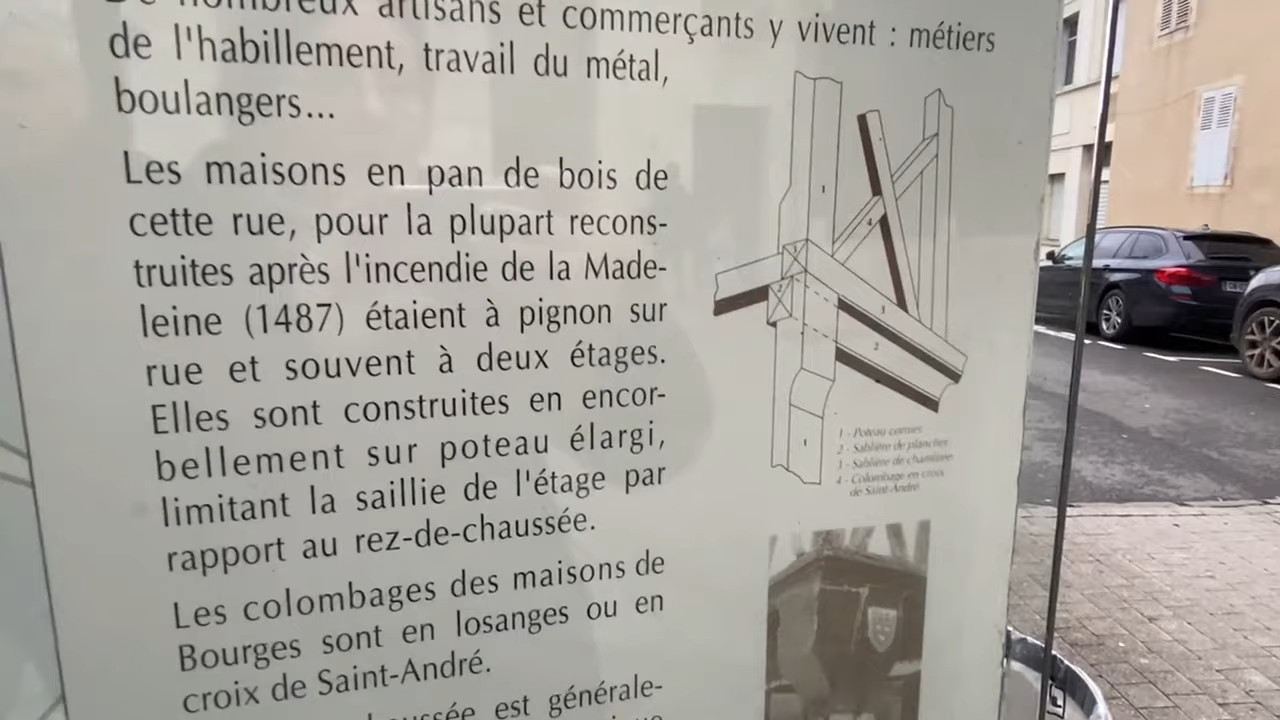 De nombreux artisans et commerçants y vivent : métiers
de l'habillement, travail du métal,
boulangers...
Les maisons en pan de bois de
cette rue, pour la plupart recons-
truites après l'incendie de la Made-
leine (1487) étaient à pignon sur
rue et souvent à deux étages.
Elles sont construites en encor-
bellement sur poteau élargi,
limitant la saillie de l'étage par
rapport au rez-de-chaussée.
Les colombages des maisons de
Bourges sont en losanges ou en
croix de Saint-André.
est générale-
1 - Poteau cornier
2 - Sablière de plancher
3 - Sablière de chambrée
4 - Colombage en croix
de Saint-André